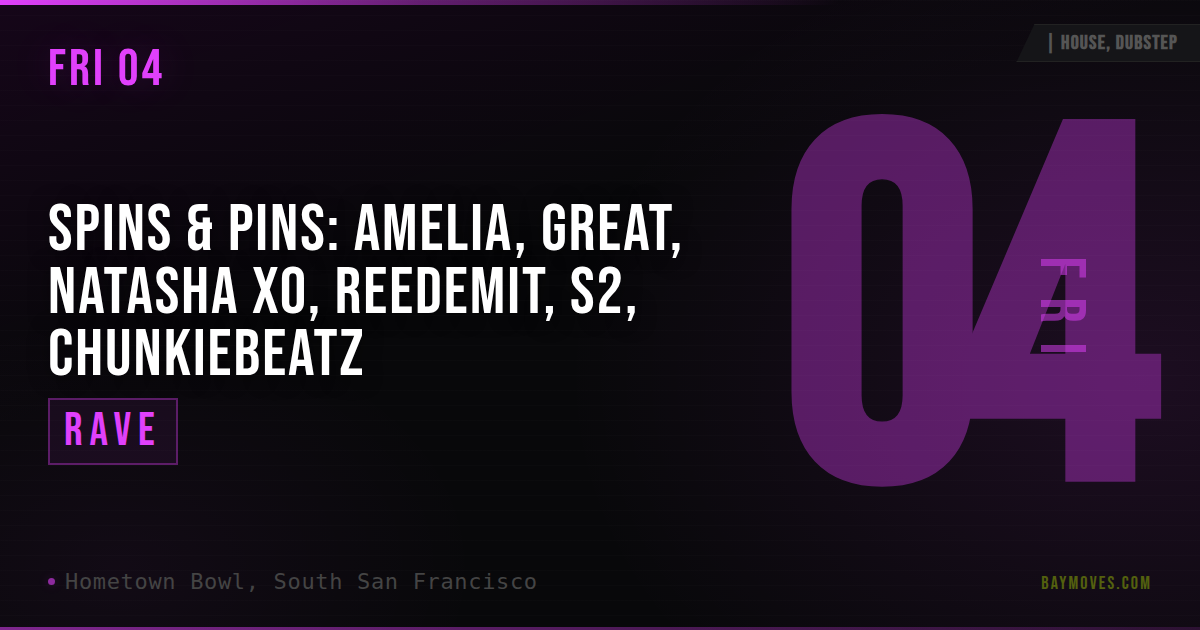 FRI 04
| HOUSE, DUBSTEP
04
FRI
SPINS & PINS: AMELIA, GREAT,
NATASHA XO, REEDEMIT, S2,
CHUNKIEBEATZ
RAVE
• Hometown Bowl, South San Francisco
BAYMOVES.COM